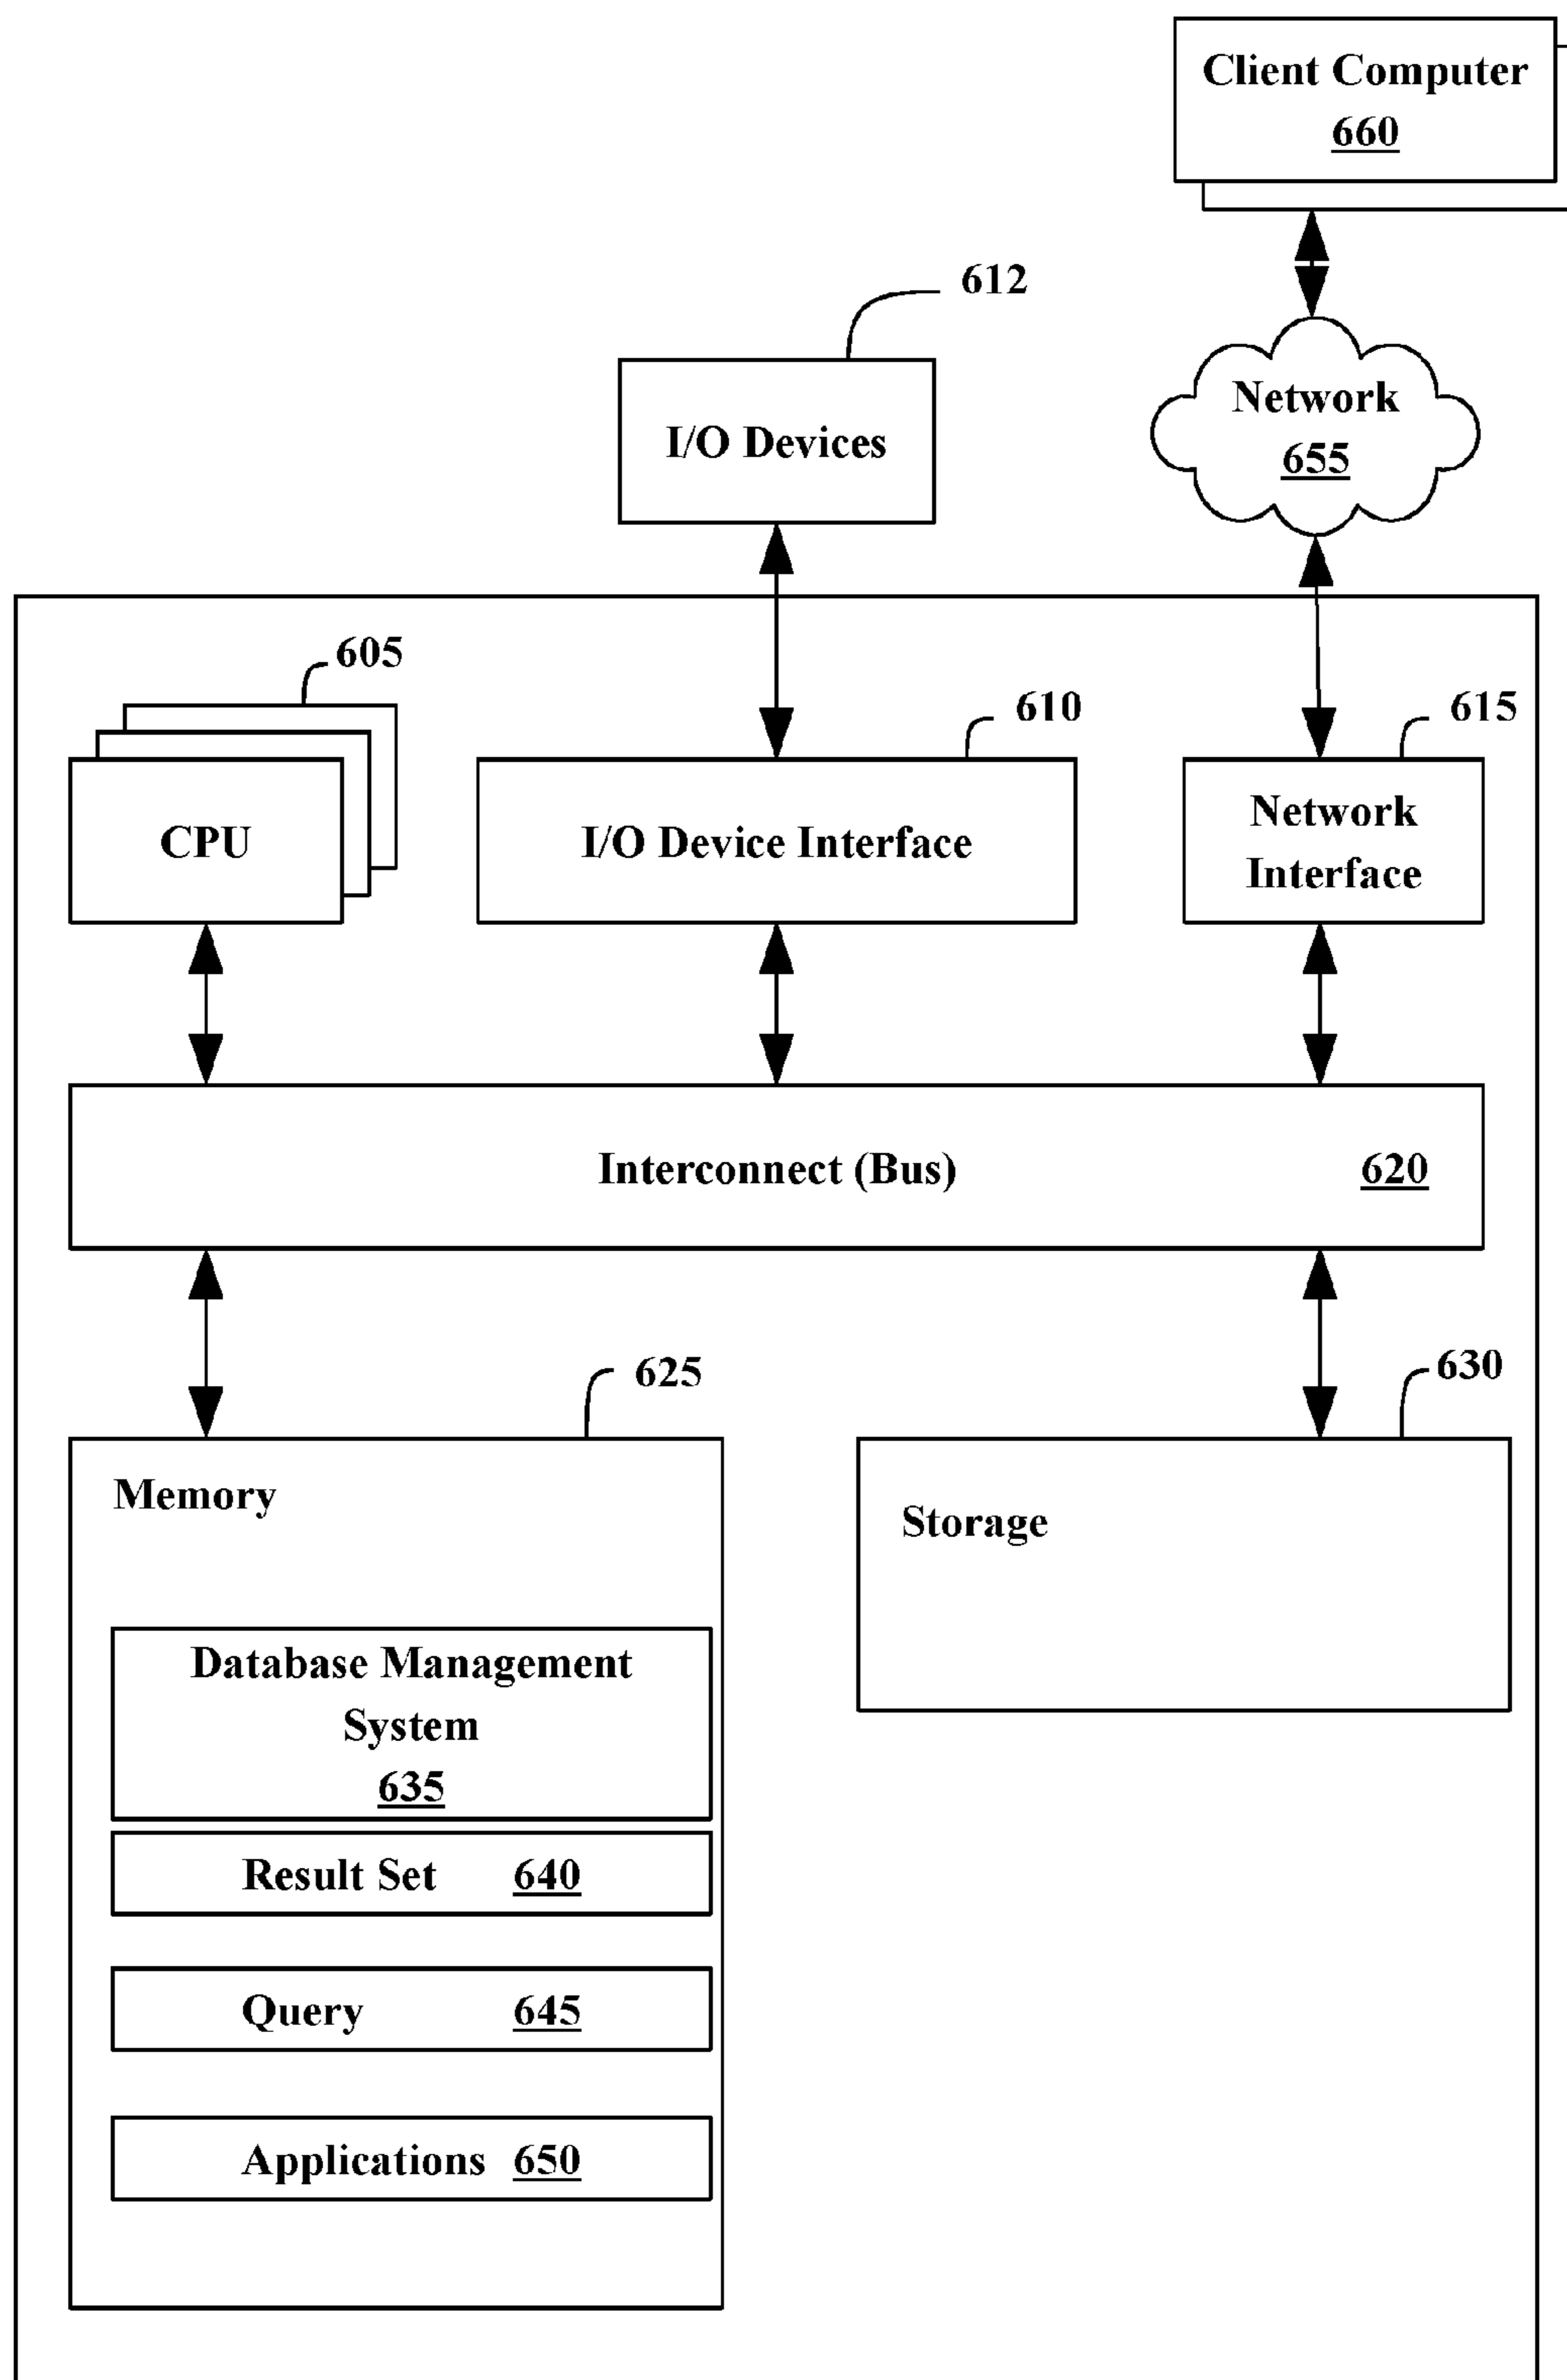 Client Computer
660
612
I/O Devices
Network
655
605
CPU
610
I/O Device Interface
615
Network
Interface
Interconnect (Bus) 620
625
Memory
630
Storage
Database Management
System
635
Result Set 640
Query 645
Applications 650